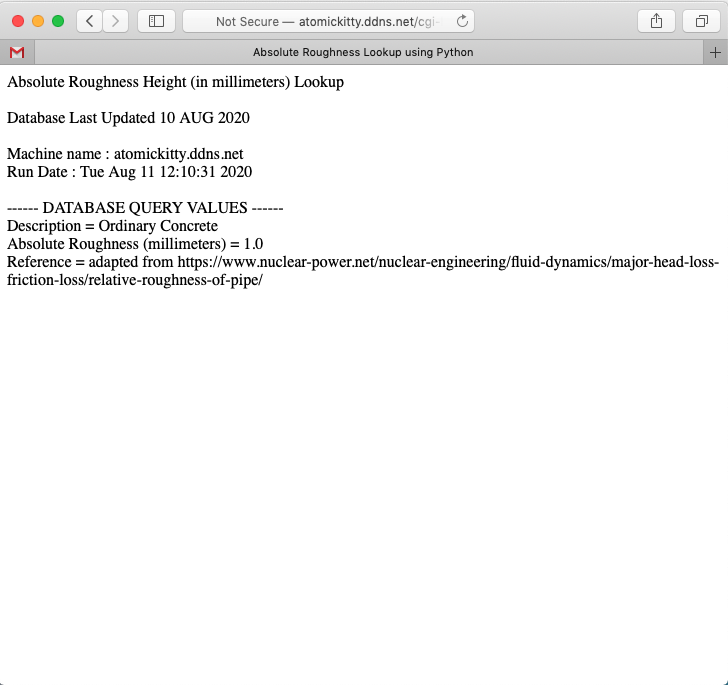 Not Secure — atomickitty.ddns.net/cgi-
Absolute Roughness Lookup using Python
Absolute Roughness Height (in millimeters) Lookup
Database Last Updated 10 AUG 2020
Machine name : atomickitty.ddns.net
Run Date : Tue Aug 11 12:10:31 2020
------ DATABASE QUERY VALUES ------
Description = Ordinary Concrete
Absolute Roughness (millimeters) = 1.0
Reference = adapted from https://www.nuclear-power.net/nuclear-engineering/fluid-dynamics/major-head-loss-
friction-loss/relative-roughness-of-pipe/